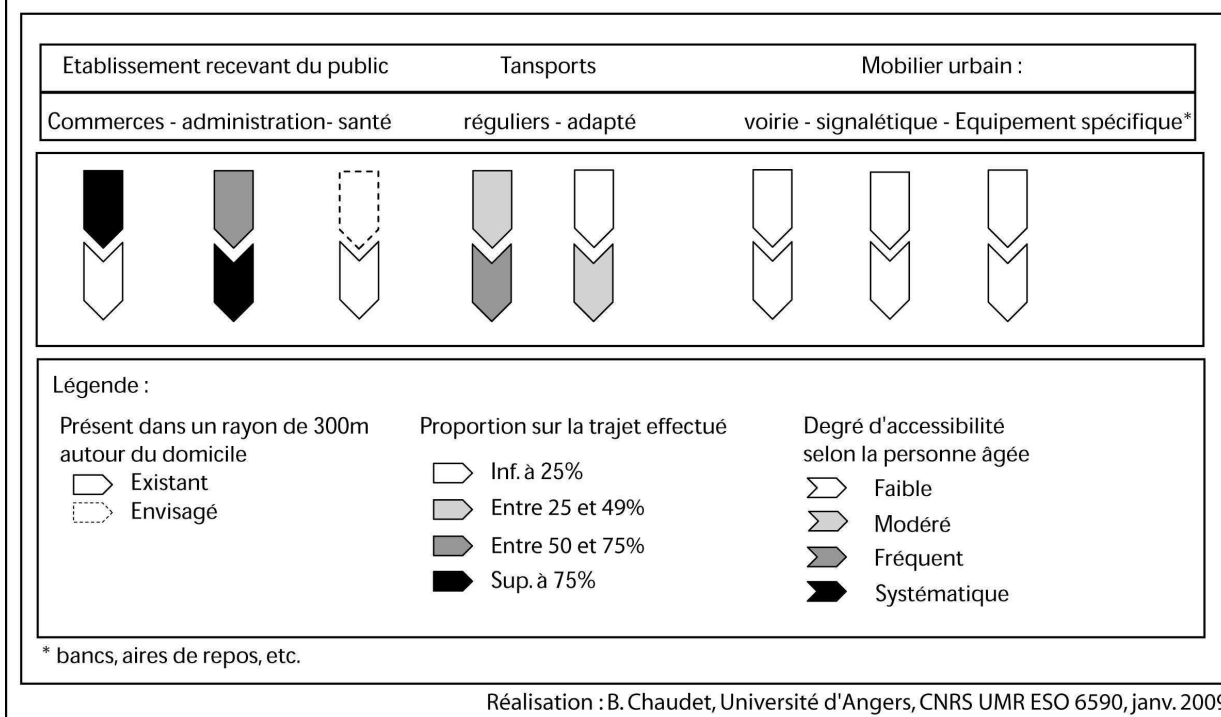 Etablissement recevant du public Tansports Mobilier urbain :
Commerces - administration- santé réguliers - adapté voirie - signalétique - Equipement spécifique*
Légende :
Présent dans un rayon de 300m
autour du domicile
Existant
Envisagé
Proportion sur la trajet effectué
Inf. à 25%
Entre 25 et 49%
Entre 50 et 75%
Sup. à 75%
Degré d'accessibilité
selon la personne âgée
Faible
Modéré
Fréquent
Systématique
* bancs, aires de repos, etc.
Réalisation : B. Chaudet, Université d'Angers, CNRS UMR ESO 6590, janv. 2009